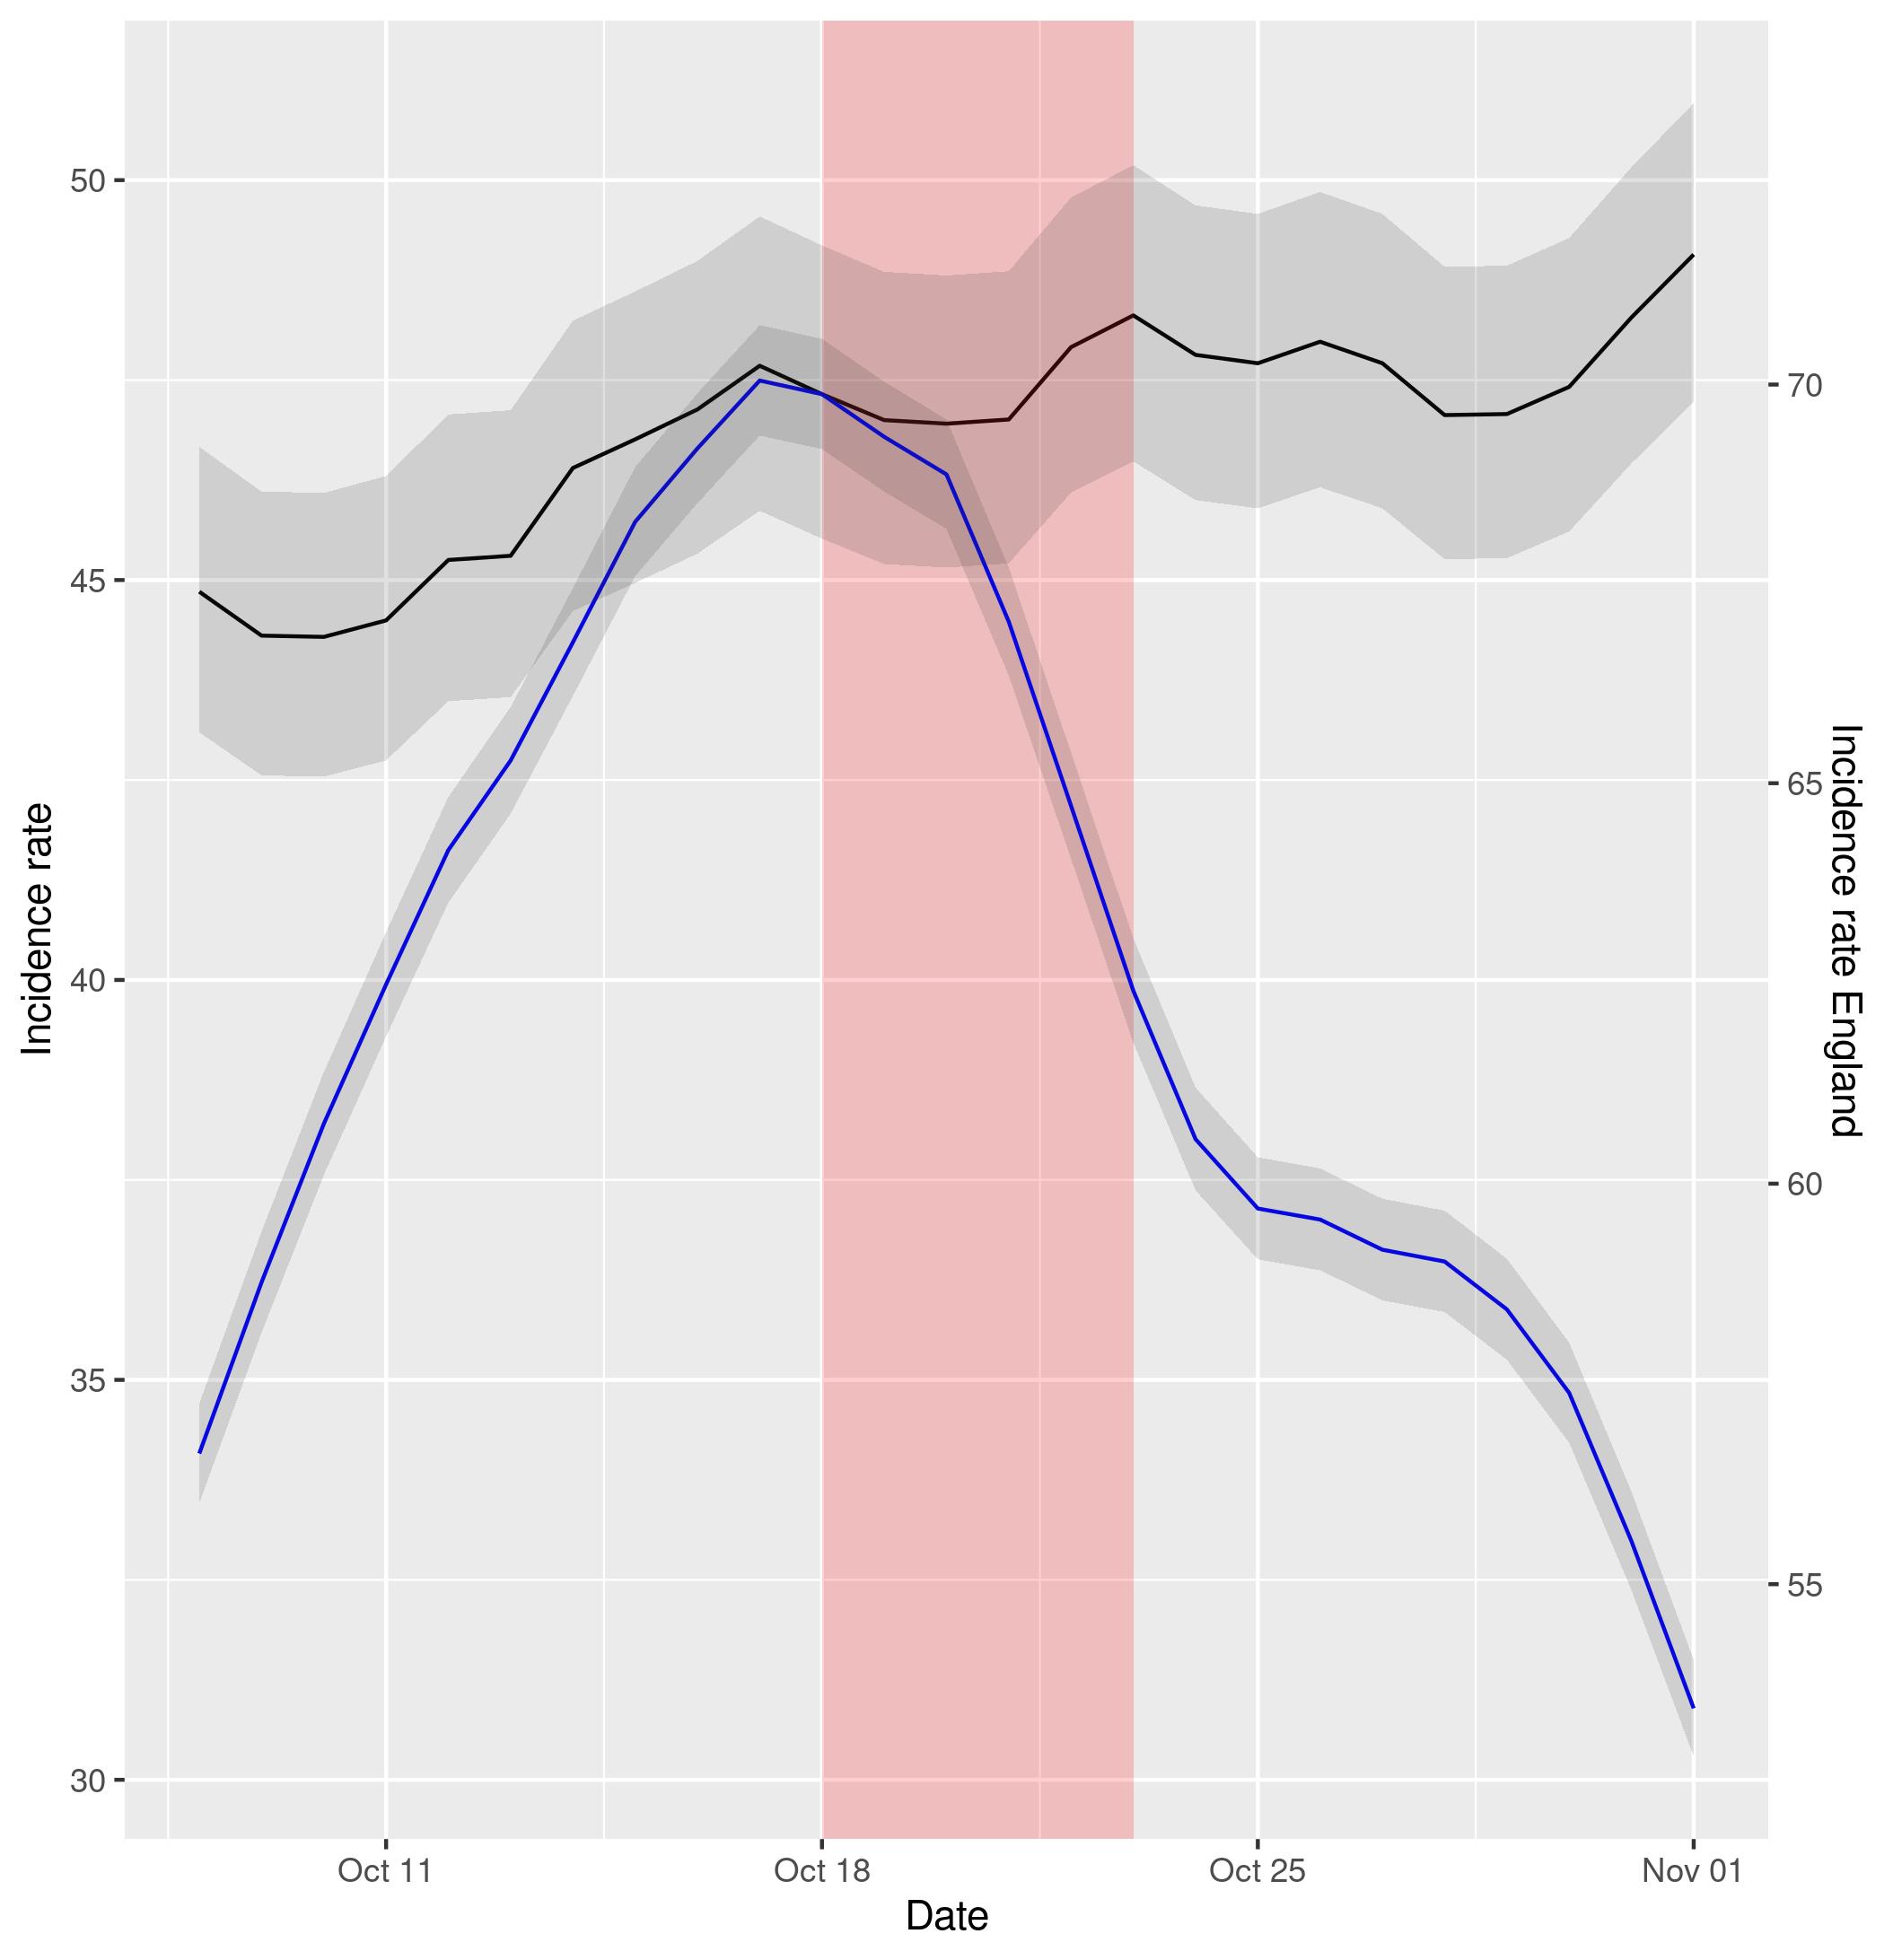 50
45
40
35
30
Incidence rate
70
65
60
55
Incidence rate England
Oct 11
Oct 18
Oct 25
Nov 01
Date